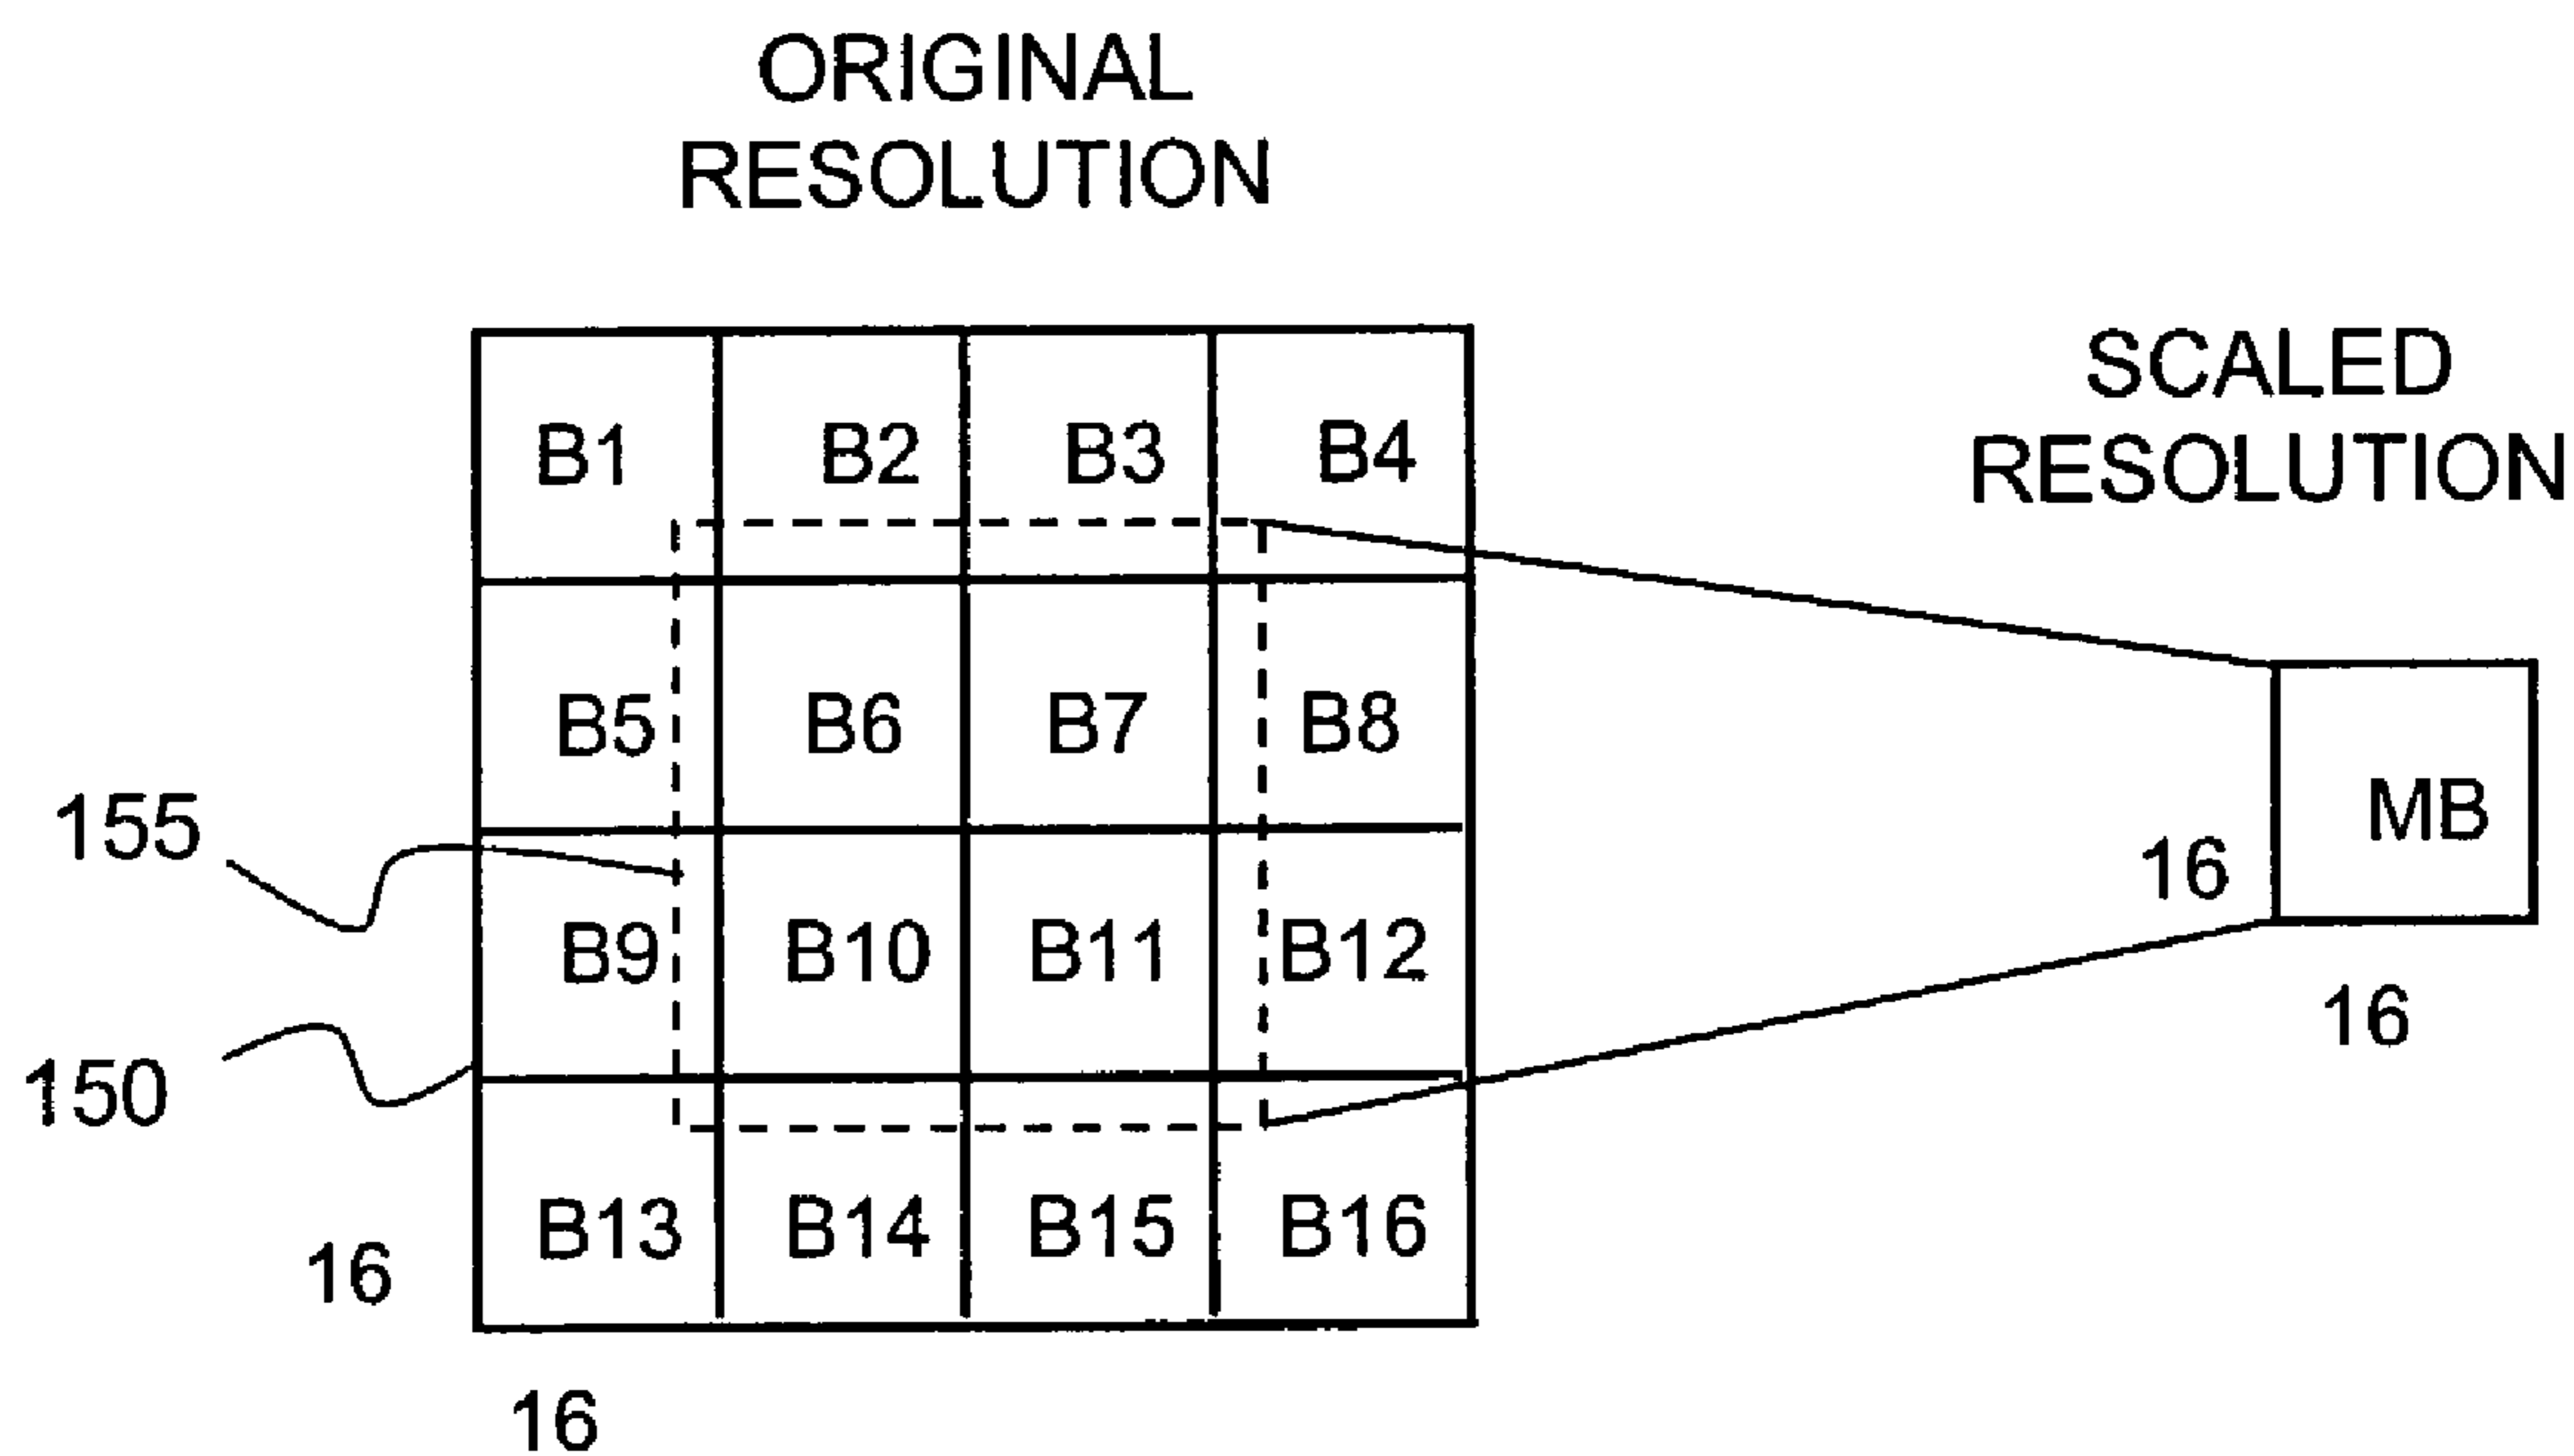 ORIGINAL
RESOLUTION
SCALED
RESOLUTION
B1 B2 B3 B4
B5 B6 B7 B8
MB
155
16
B9 B10 B11 B12
16
150
B13 B14 B15 B16
16
16